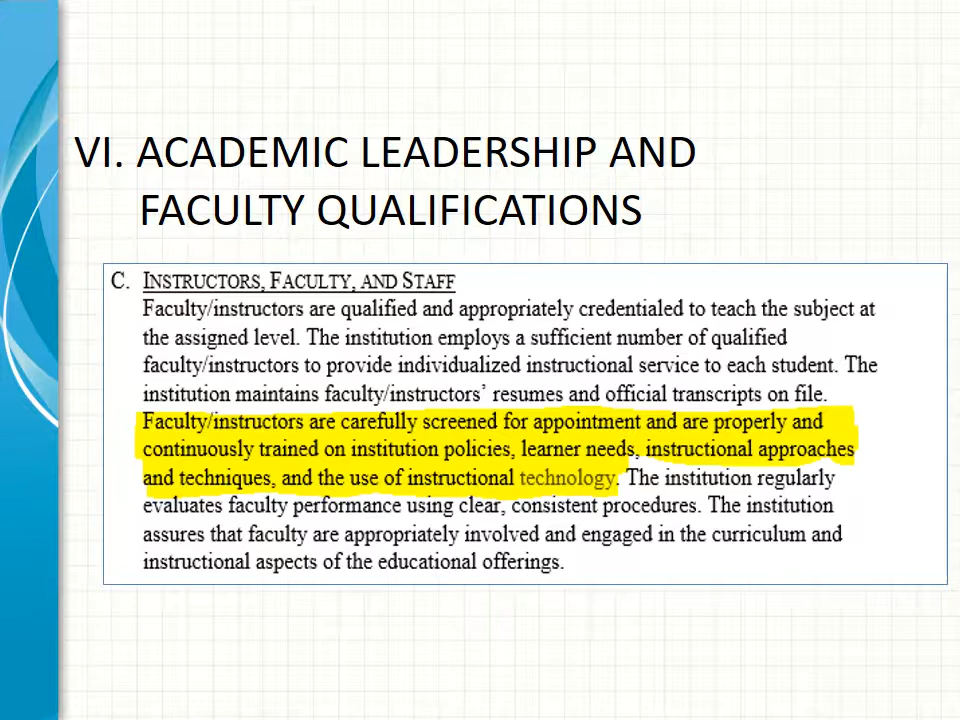 VI. ACADEMIC LEADERSHIP AND
FACULTY QUALIFICATIONS
C. INSTRUCTORS, FACULTY, AND STAFF
Faculty/instructors are qualified and appropriately credentialed to teach the subject at
the assigned level. The institution employs a sufficient number of qualified
faculty/instructors to provide individualized instructional service to each student. The
institution maintains faculty/instructors’ resumes and official transcripts on file.
Faculty/instructors are carefully screened for appointment and are properly and
continuously trained on institution policies, learner needs, instructional approaches
and techniques, and the use of instructional technology. The institution regularly
evaluates faculty performance using clear, consistent procedures. The institution
assures that faculty are appropriately involved and engaged in the curriculum and
instructional aspects of the educational offerings.